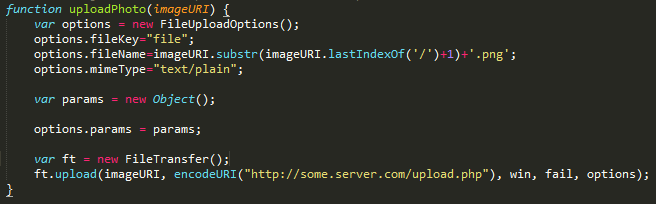 function uploadPhoto(imageURI) {
var options = new FileUploadOptions();
options.fileKey="file";
options.fileName=imageURI.substr(imageURI.lastIndexOf('/')+1)+'.png';
options.mimeType="text/plain";
var params = new Object();
options.params = params;
var ft = new FileTransfer();
ft.upload(imageURI, encodeURI("http://some.server.com/upload.php"), win, fail, options);
}